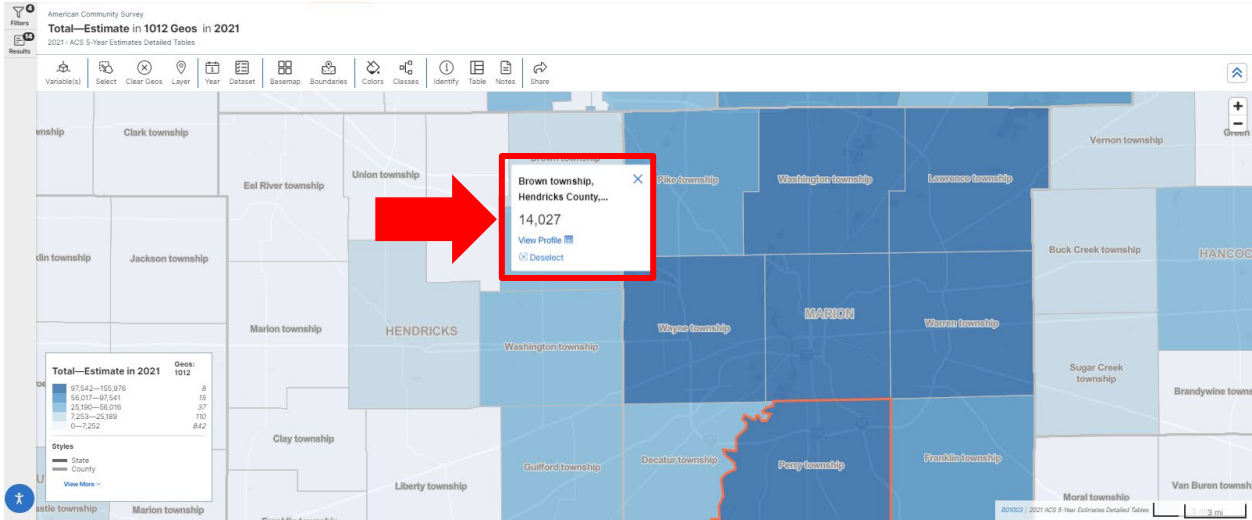 4
Filters
14
Results
American Community Survey
Total—Estimate in 1012 Geos in 2021
2021 : ACS 5-Year Estimates Detailed Tables
Variable(s)
Select
Clear Geos
Layer
Year
Dataset
Basemap
Boundaries
Colors
Classes
Identify
Table
Notes
Share
+
−
Clark township
Vernon township
Green
Brown township
Eel River township
Union township
Pike township
Washington township
Lawrence township
Brown township,
Hendricks County,...
14,027
View Profile
Deselect
Jackson township
Buck Creek township
HANCOC
Marion township
HENDRICKS
Washington township
Wayne township
MARION
Warren township
Sugar Creek
township
Brandywine towns
Total—Estimate in 2021
Geos:
1012
97,542—155,976 8
56,017—97,541 15
25,190—56,016 37
7,253—25,189 110
0—7,252 842
Styles
State
County
View More
Clay township
Guilford township
Decatur township
Perry township
Franklin township
Liberty township
Van Buren townsh
Moral township
astle township
Marion township
B01003 | 2021 ACS 5-Year Estimates Detailed Tables
3 mi